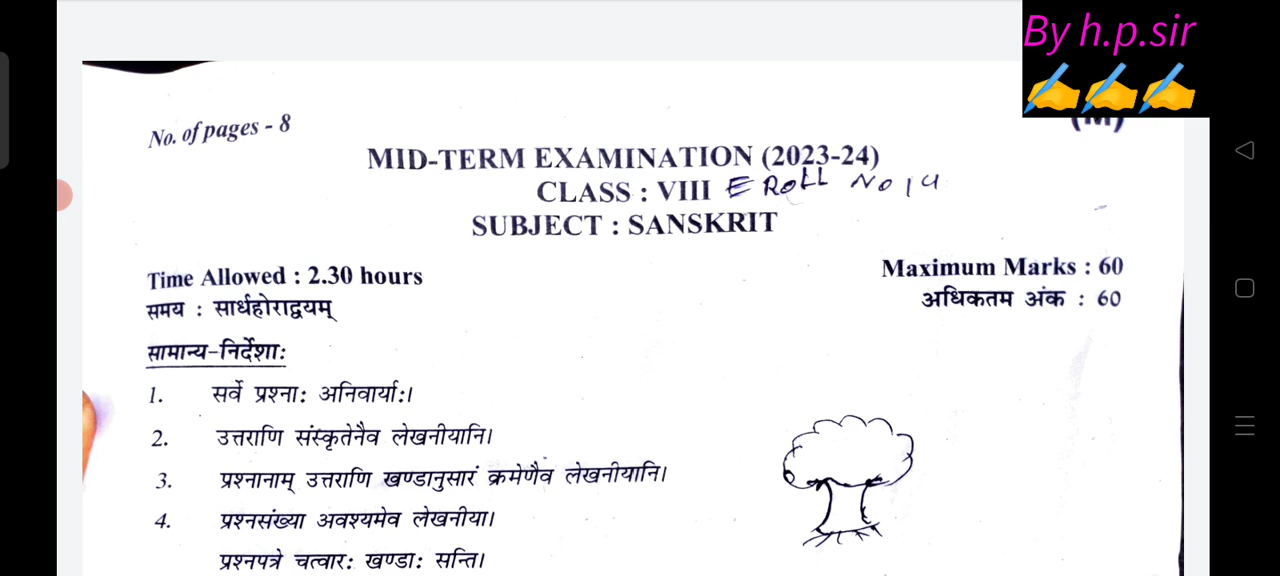 By h.p.sir
No. of pages - 8
(M)
MID-TERM EXAMINATION (2023-24)
CLASS : VIII E ROLL NO 14
SUBJECT : SANSKRIT
Time Allowed : 2.30 hours
Maximum Marks : 60
समय : सार्धहोराद्वयम्
अधिकतम अंक : 60
सामान्य-निर्देशाः
1. सर्वे प्रश्नाः अनिवार्याः।
2. उत्तराणि संस्कृतेनैव लेखनीयानि।
3. प्रश्नानाम् उत्तराणि खण्डानुसारं क्रमेणैव लेखनीयानि।
4. प्रश्नसंख्या अवश्यमेव लेखनीया।
प्रश्नपत्रे चत्वारः खण्डाः सन्ति।